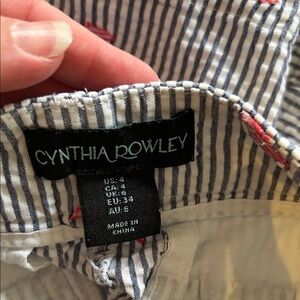 CYNTHIA ROWLEY
US: 4
CA: 4
UK: 8
EU: 34
AU: 8
MADE IN
CHINA